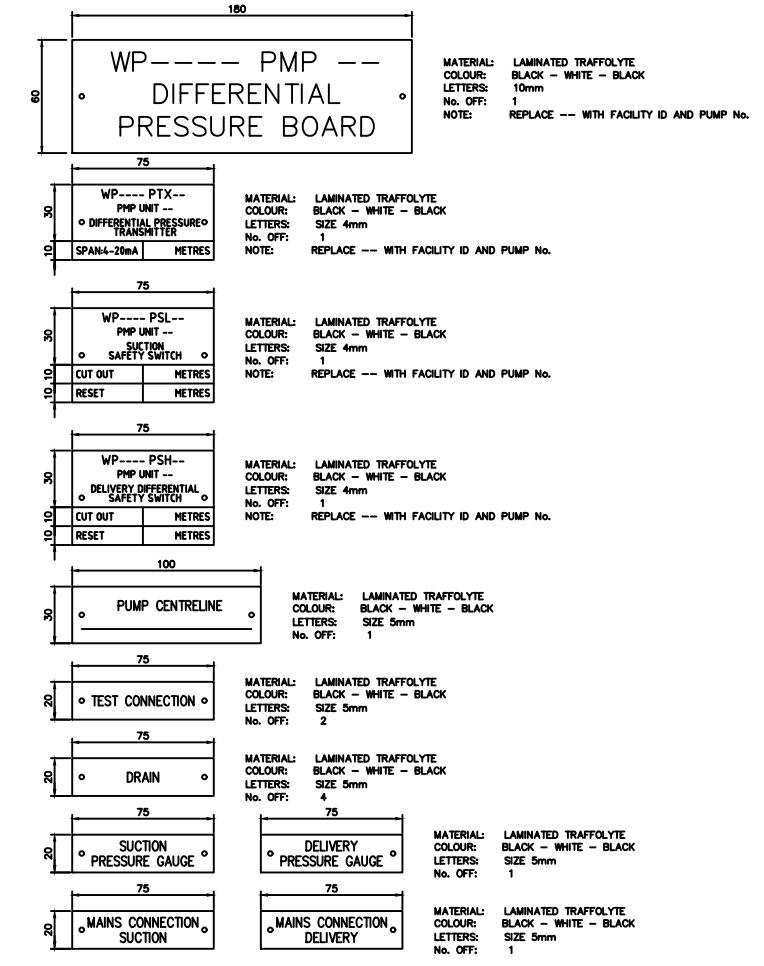 180
60
WP---- PMP --
DIFFERENTIAL
PRESSURE BOARD
MATERIAL: LAMINATED TRAFFOLYTE
COLOUR: BLACK - WHITE - BLACK
LETTERS: 10mm
No. OFF: 1
NOTE: REPLACE -- WITH FACILITY ID AND PUMP No.
75
30
10
WP---- PTX--
PMP UNIT --
DIFFERENTIAL PRESSURE
TRANSMITTER
SPAN:4-20mA METRES
MATERIAL: LAMINATED TRAFFOLYTE
COLOUR: BLACK - WHITE - BLACK
LETTERS: SIZE 4mm
No. OFF: 1
NOTE: REPLACE -- WITH FACILITY ID AND PUMP No.
75
30
10
10
WP---- PSL--
PMP UNIT --
SUCTION
SAFETY SWITCH
CUT OUT METRES
RESET METRES
MATERIAL: LAMINATED TRAFFOLYTE
COLOUR: BLACK - WHITE - BLACK
LETTERS: SIZE 4mm
No. OFF: 1
NOTE: REPLACE -- WITH FACILITY ID AND PUMP No.
75
30
10
10
WP---- PSH--
PMP UNIT --
DELIVERY DIFFERENTIAL
SAFETY SWITCH
CUT OUT METRES
RESET METRES
MATERIAL: LAMINATED TRAFFOLYTE
COLOUR: BLACK - WHITE - BLACK
LETTERS: SIZE 4mm
No. OFF: 1
NOTE: REPLACE -- WITH FACILITY ID AND PUMP No.
100
30
PUMP CENTRELINE
MATERIAL: LAMINATED TRAFFOLYTE
COLOUR: BLACK - WHITE - BLACK
LETTERS: SIZE 5mm
No. OFF: 1
75
20
TEST CONNECTION
MATERIAL: LAMINATED TRAFFOLYTE
COLOUR: BLACK - WHITE - BLACK
LETTERS: SIZE 5mm
No. OFF: 2
75
20
DRAIN
MATERIAL: LAMINATED TRAFFOLYTE
COLOUR: BLACK - WHITE - BLACK
LETTERS: SIZE 5mm
No. OFF: 4
75
20
SUCTION
PRESSURE GAUGE
75
DELIVERY
PRESSURE GAUGE
MATERIAL: LAMINATED TRAFFOLYTE
COLOUR: BLACK - WHITE - BLACK
LETTERS: SIZE 5mm
No. OFF: 1
75
20
MAINS CONNECTION
SUCTION
75
MAINS CONNECTION
DELIVERY
MATERIAL: LAMINATED TRAFFOLYTE
COLOUR: BLACK - WHITE - BLACK
LETTERS: SIZE 5mm
No. OFF: 1